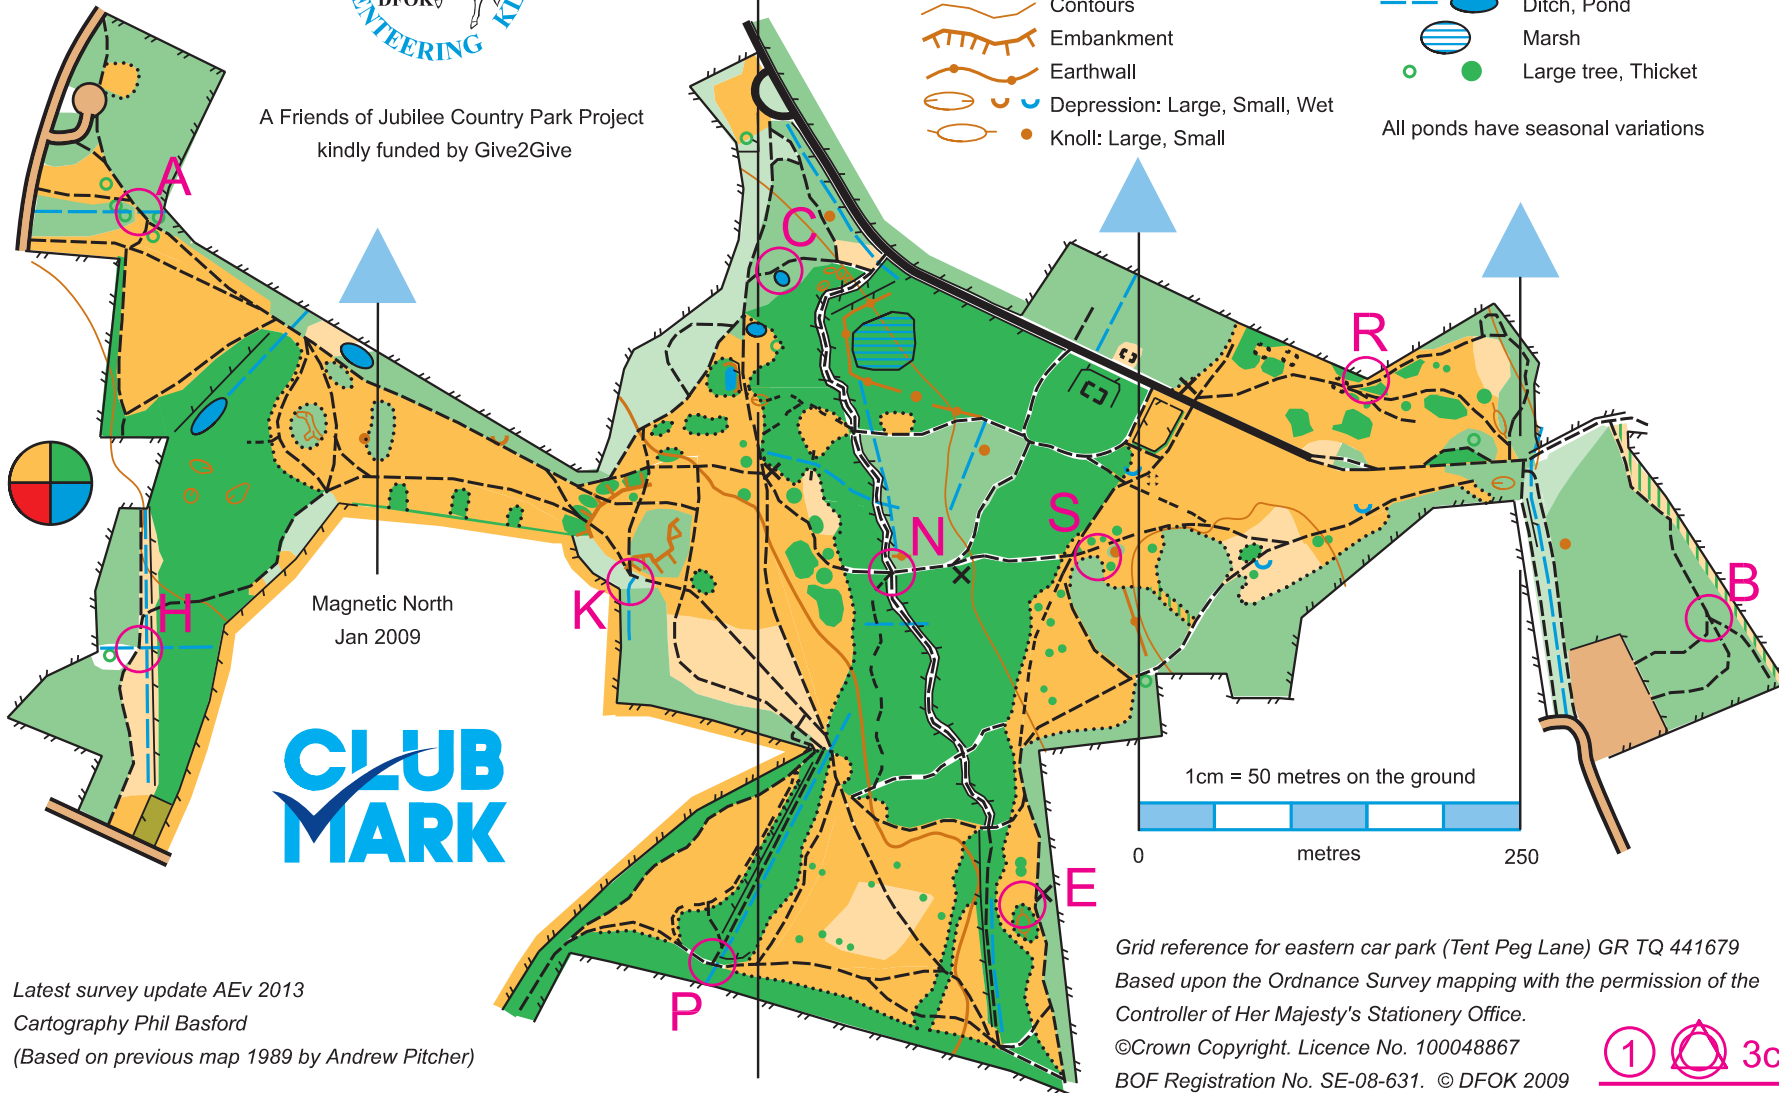 DFOK
ENTEERING
A Friends of Jubilee Country Park Project
kindly funded by Give2Give
Contours
Embankment
Earthwall
Depression: Large, Small, Wet
Knoll: Large, Small
Ditch, Pond
Marsh
Large tree, Thicket
All ponds have seasonal variations
A
C
R
N
S
K
H
B
Magnetic North
Jan 2009
CLUB
MARK
1cm = 50 metres on the ground
0
metres
250
E
P
Latest survey update AEv 2013
Cartography Phil Basford
(Based on previous map 1989 by Andrew Pitcher)
Grid reference for eastern car park (Tent Peg Lane) GR TQ 441679
Based upon the Ordnance Survey mapping with the permission of the
Controller of Her Majesty's Stationery Office.
©Crown Copyright. Licence No. 100048867
BOF Registration No. SE-08-631. © DFOK 2009
1
3c